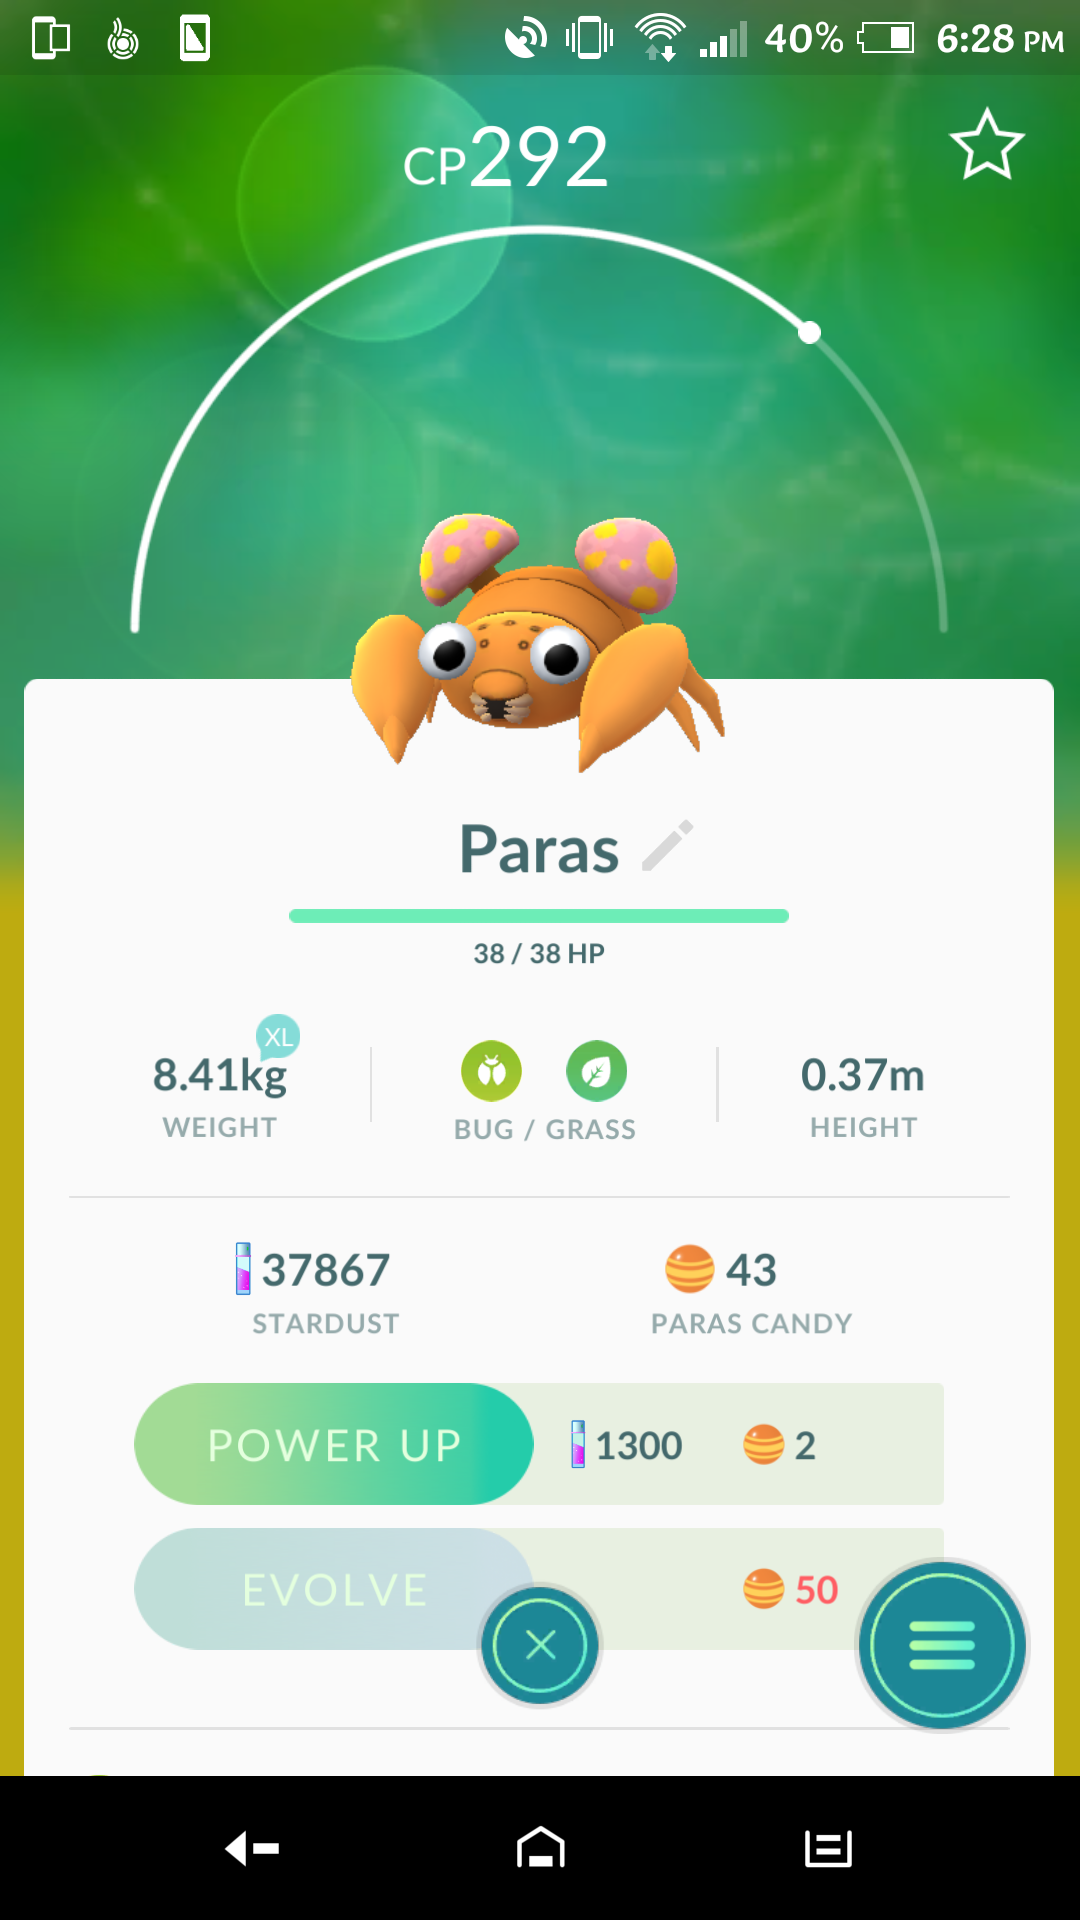 40% 6:28 PM
CP292
Paras
38 / 38 HP
XL
8.41kg
WEIGHT
BUG / GRASS
0.37m
HEIGHT
37867
STARDUST
43
PARAS CANDY
POWER UP 1300 2
EVOLVE 50